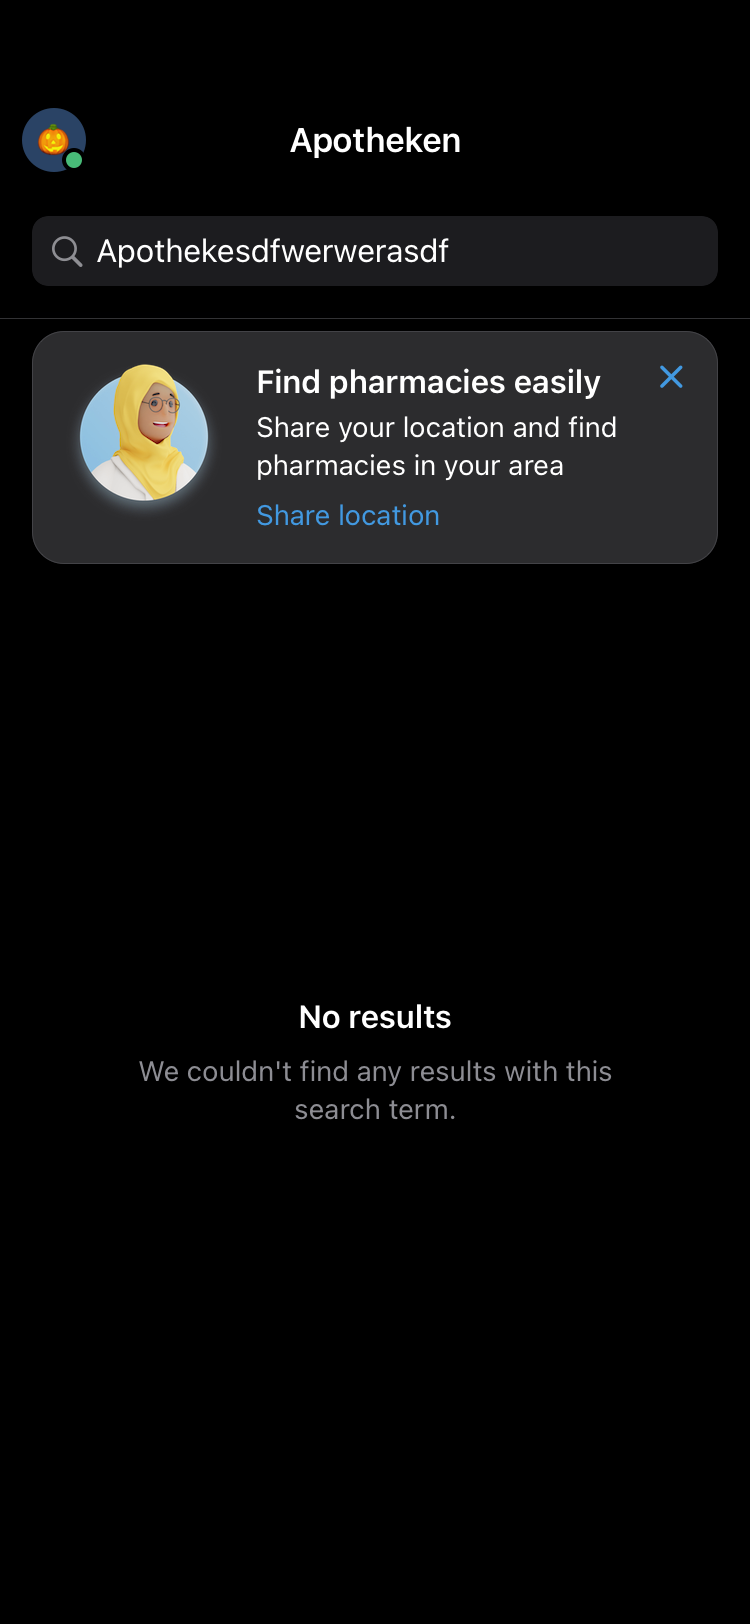 Apotheken
Apothekesdfwerwerasdf
Find pharmacies easily
Share your location and find
pharmacies in your area
Share location
No results
We couldn't find any results with this
search term.